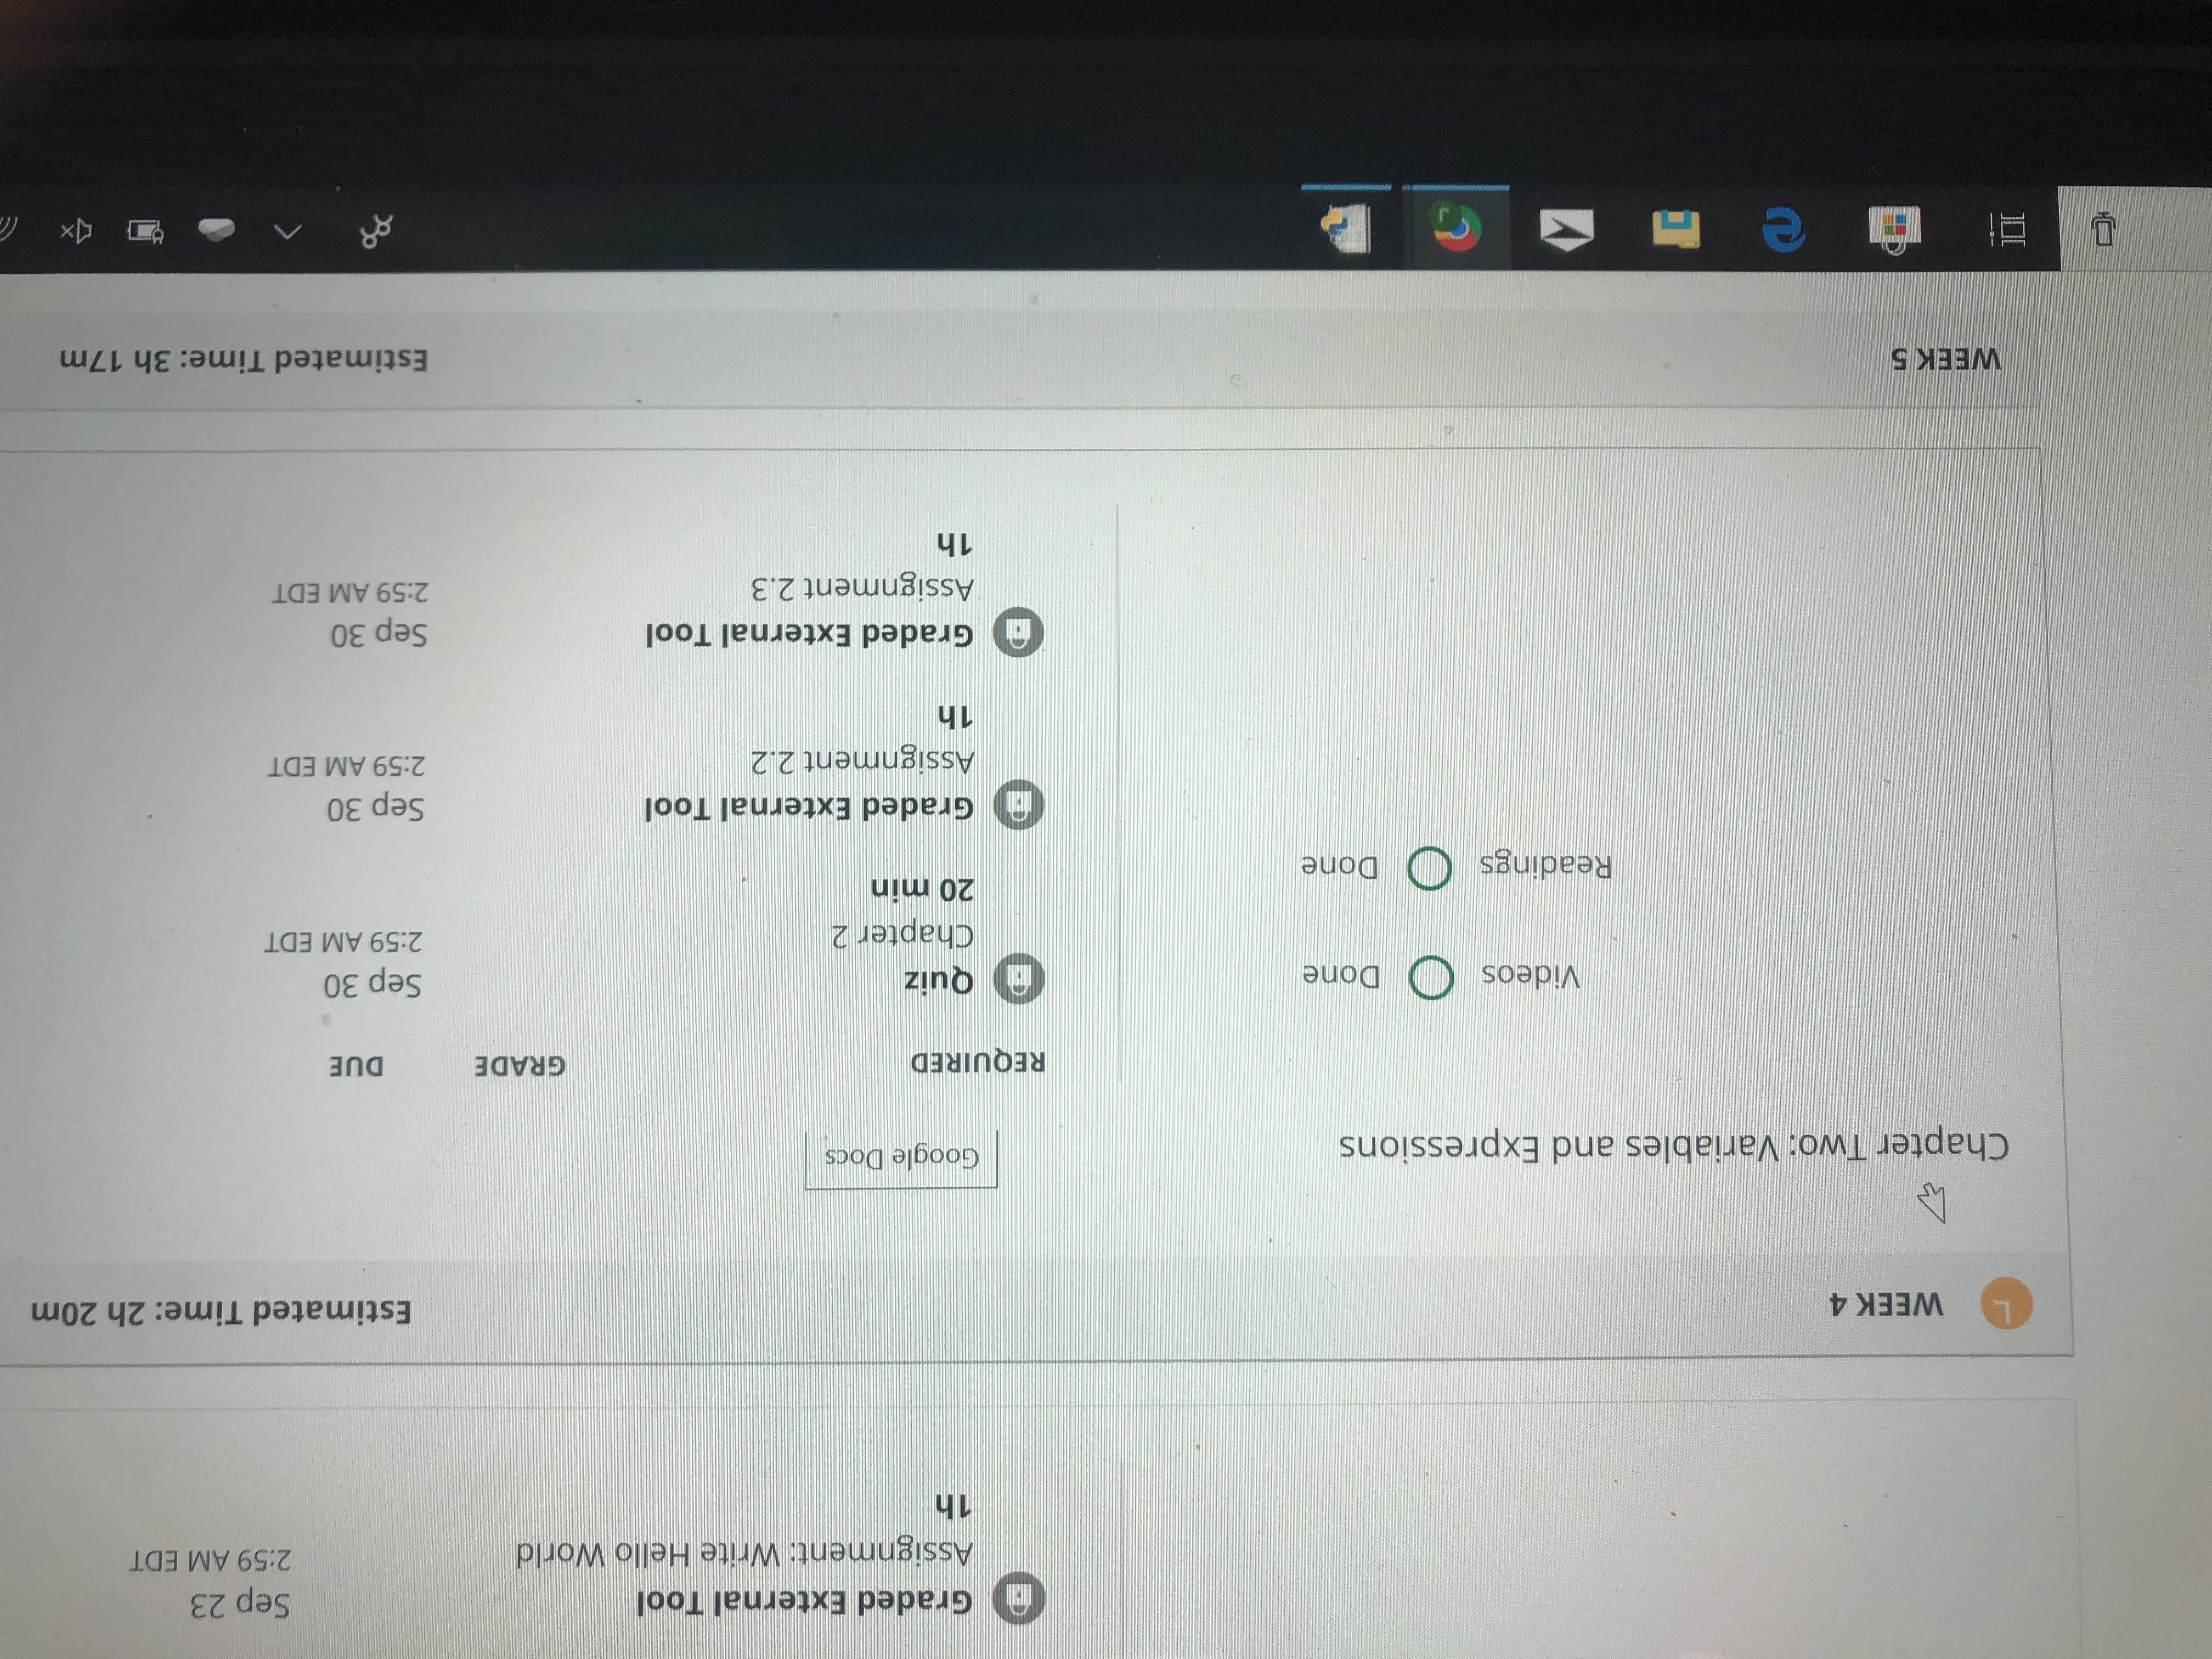 Graded External Tool
Sep 23
Assignment: Write Hello World
2:59 AM EDT
1h
WEEK 4
Estimated Time: 2h 20m
Chapter Two: Variables and Expressions
Google Docs
REQUIRED
GRADE
DUE
Videos
Done
Readings
Done
Quiz
Sep 30
Chapter 2
2:59 AM EDT
20 min
Graded External Tool
Sep 30
Assignment 2.2
2:59 AM EDT
1h
Graded External Tool
Sep 30
Assignment 2.3
2:59 AM EDT
1h
WEEK 5
Estimated Time: 3h 17m
J